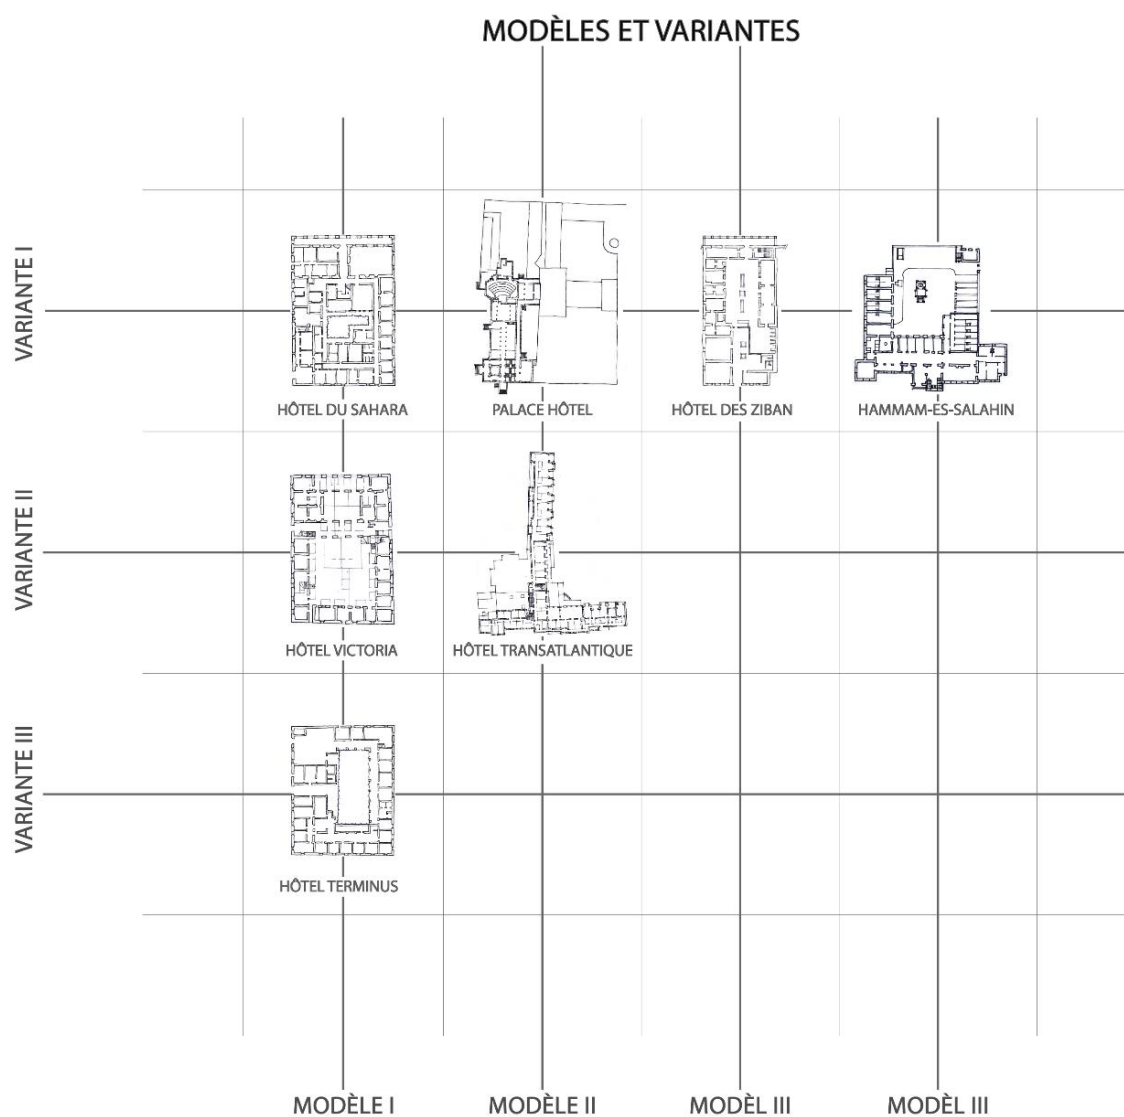 MODÈLES ET VARIANTES
VARIANTE I
HÔTEL DU SAHARA
PALACE HÔTEL
HÔTEL DES ZIBAN
HAMMAM-ES-SALAHIN
VARIANTE II
HÔTEL VICTORIA
HÔTEL TRANSATLANTIQUE
VARIANTE III
HÔTEL TERMINUS
MODÈLE I
MODÈLE II
MODÈL III
MODÈL III